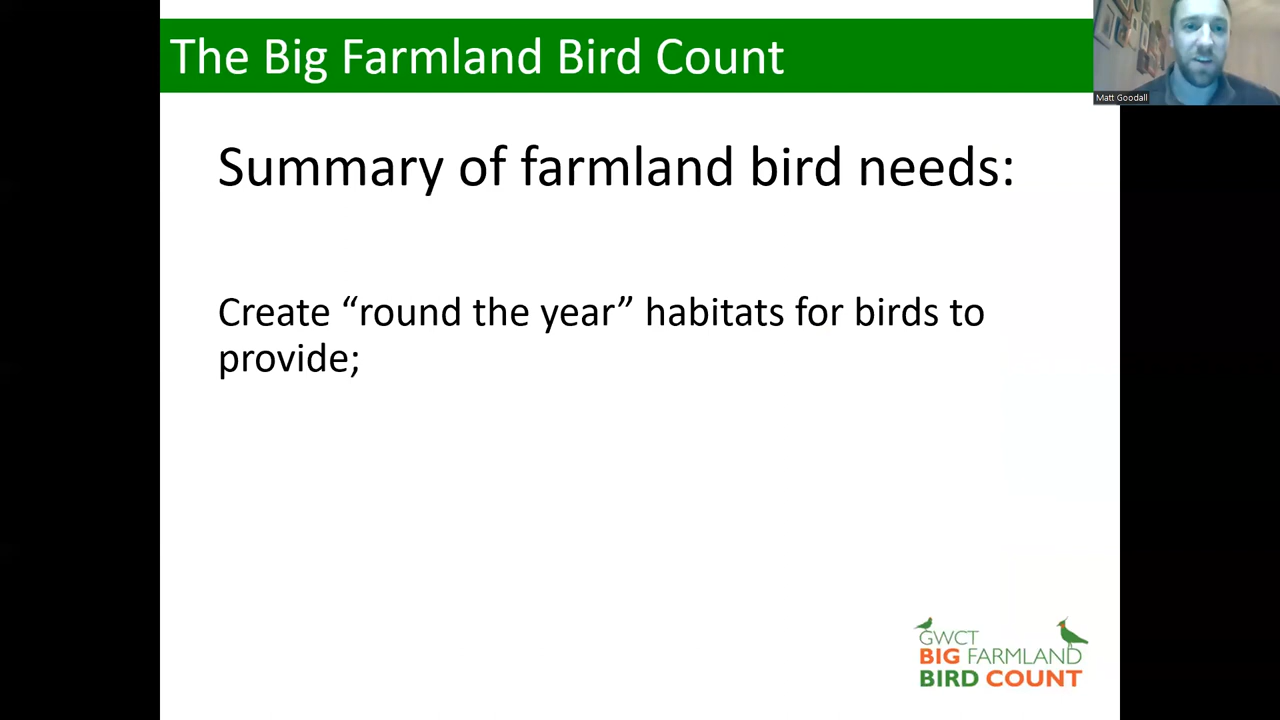 The Big Farmland Bird Count
Matt Goodall
Summary of farmland bird needs:
Create “round the year” habitats for birds to
provide;
GWCT
BIG FARMLAND
BIRD COUNT